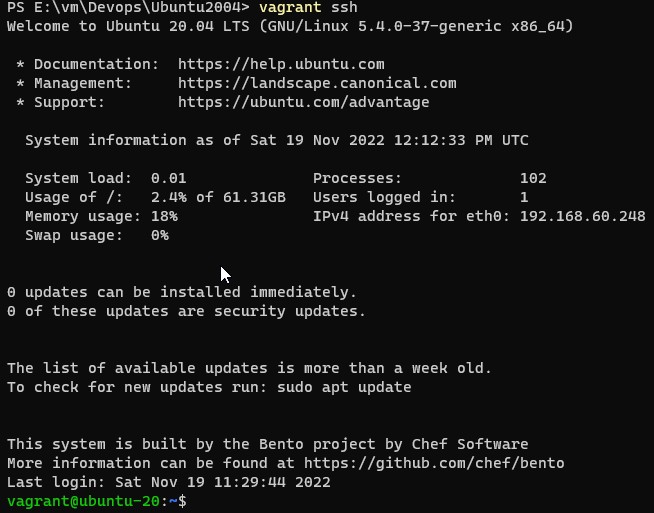 PS E:\vm\Devops\Ubuntu2004> vagrant ssh
Welcome to Ubuntu 20.04 LTS (GNU/Linux 5.4.0-37-generic x86_64)
* Documentation:  https://help.ubuntu.com
* Management:     https://landscape.canonical.com
* Support:        https://ubuntu.com/advantage
System information as of Sat 19 Nov 2022 12:12:33 PM UTC
System load:  0.01              Processes:             102
Usage of /:   2.4% of 61.31GB   Users logged in:       1
Memory usage: 18%               IPv4 address for eth0: 192.168.60.248
Swap usage:   0%
0 updates can be installed immediately.
0 of these updates are security updates.
The list of available updates is more than a week old.
To check for new updates run: sudo apt update
This system is built by the Bento project by Chef Software
More information can be found at https://github.com/chef/bento
Last login: Sat Nov 19 11:29:44 2022
vagrant@ubuntu-20:~$